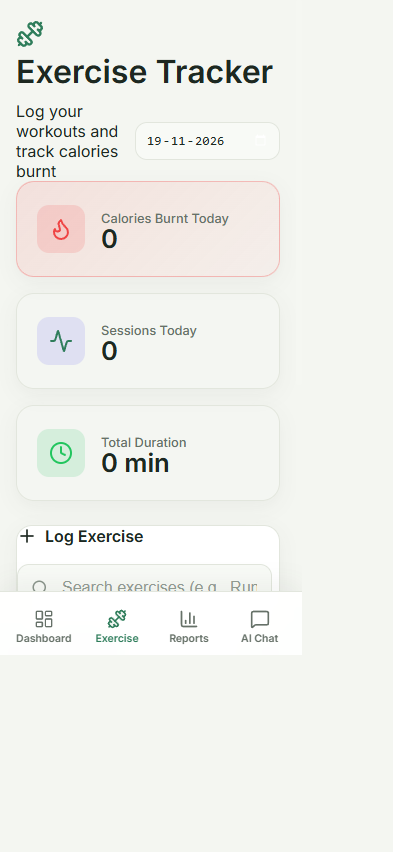 Exercise Tracker
Log your
workouts and
track calories
burnt
19-11-2026
Calories Burnt Today
0
Sessions Today
0
Total Duration
0 min
Log Exercise
Search exercises (e.g., Run
Dashboard
Exercise
Reports
AI Chat